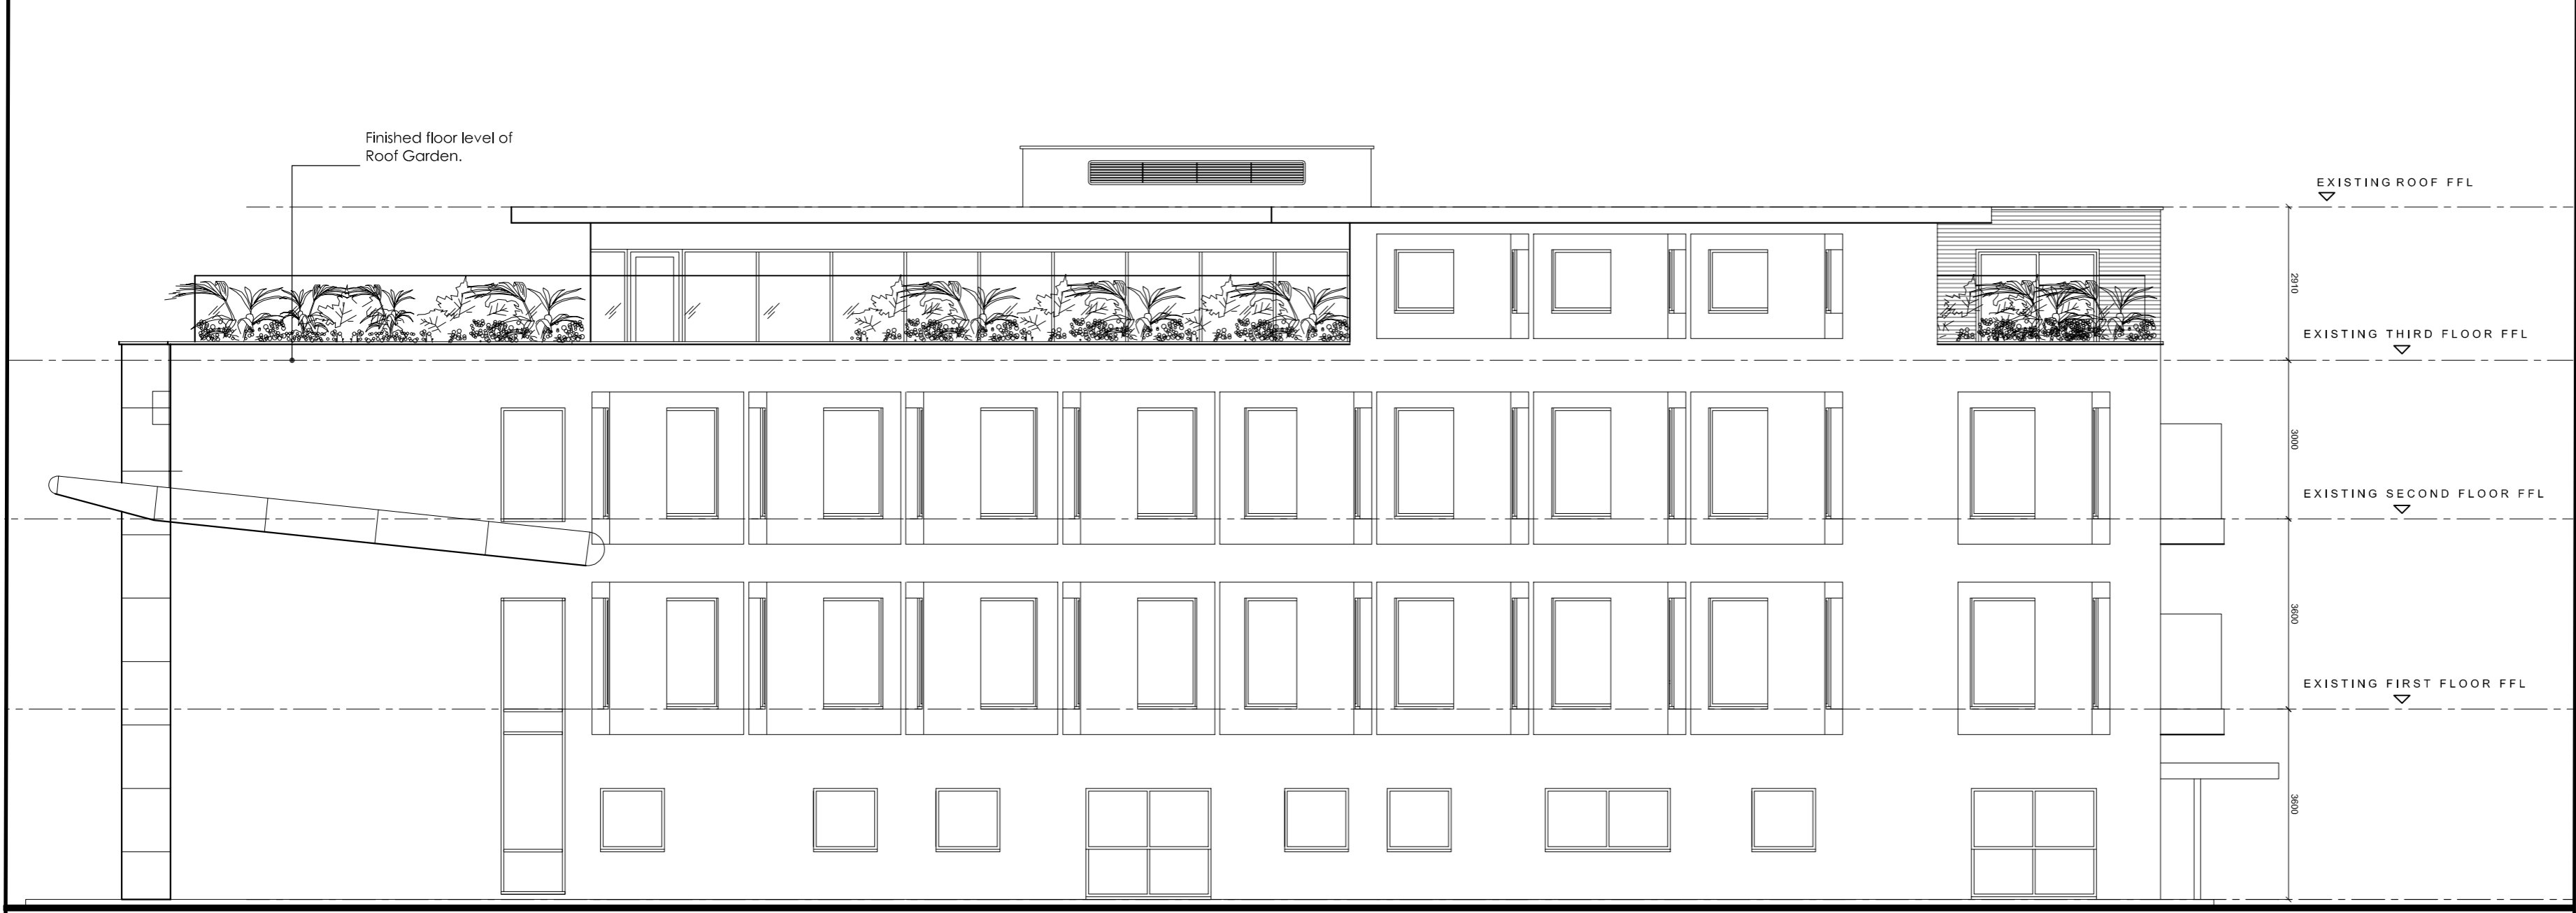 Finished floor level of
Roof Garden.
EXISTING ROOF FFL
2910
EXISTING THIRD FLOOR FFL
3000
EXISTING SECOND FLOOR FFL
3600
EXISTING FIRST FLOOR FFL
3600